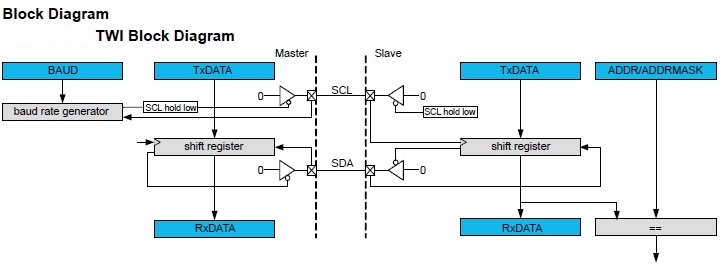 Block Diagram
TWI Block Diagram
Master
Slave
BAUD
TxDATA
TxDATA
ADDR/ADDRMASK
0
SCL
0
baud rate generator
SCL hold low
SCL hold low
shift register
shift register
0
SDA
0
RxDATA
RxDATA
==